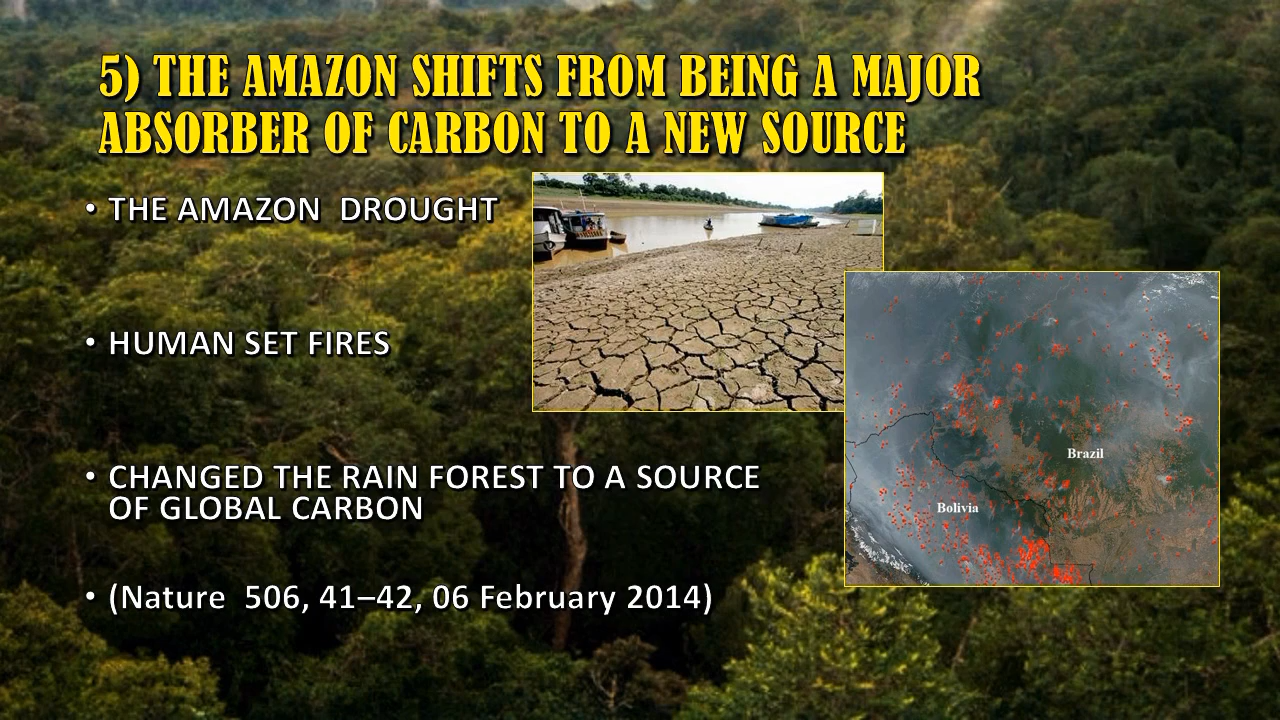 5) THE AMAZON SHIFTS FROM BEING A MAJOR
ABSORBER OF CARBON TO A NEW SOURCE
• THE AMAZON  DROUGHT
• HUMAN SET FIRES
• CHANGED THE RAIN FOREST TO A SOURCE
OF GLOBAL CARBON
• (Nature  506, 41–42, 06 February 2014)
Brazil
Bolivia